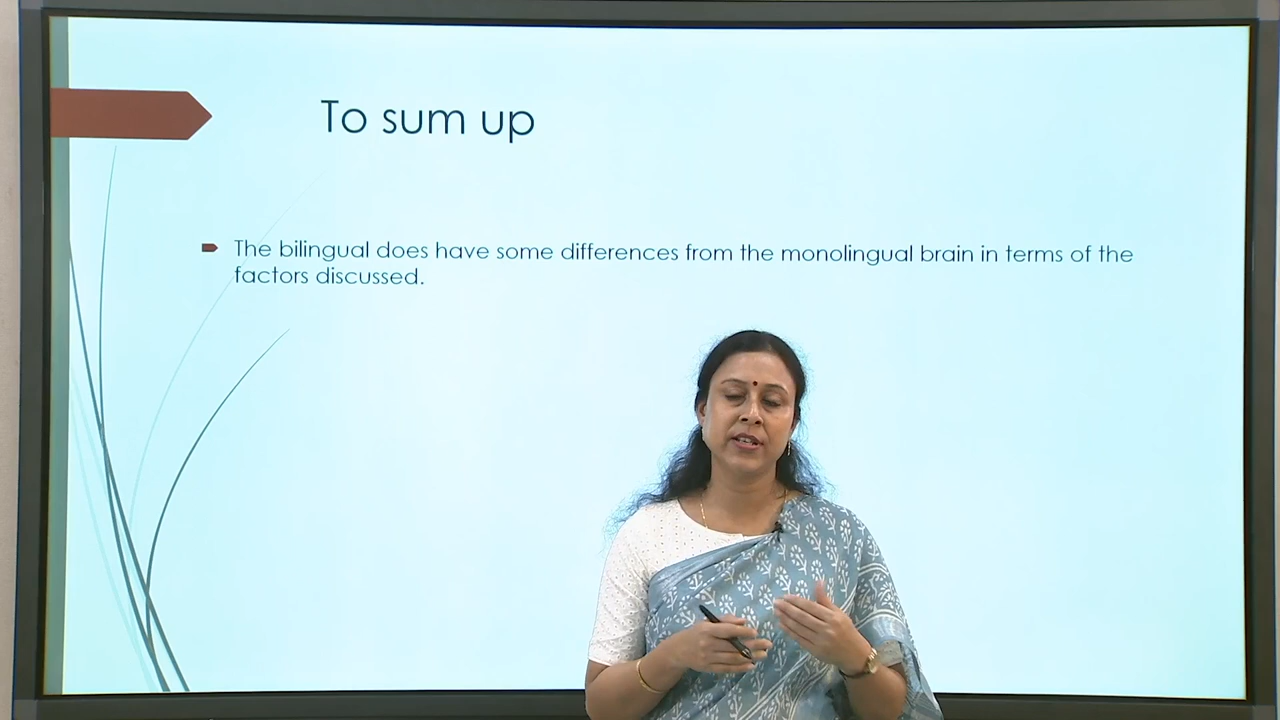 To sum up
The bilingual does have some differences from the monolingual brain in terms of the
factors discussed.